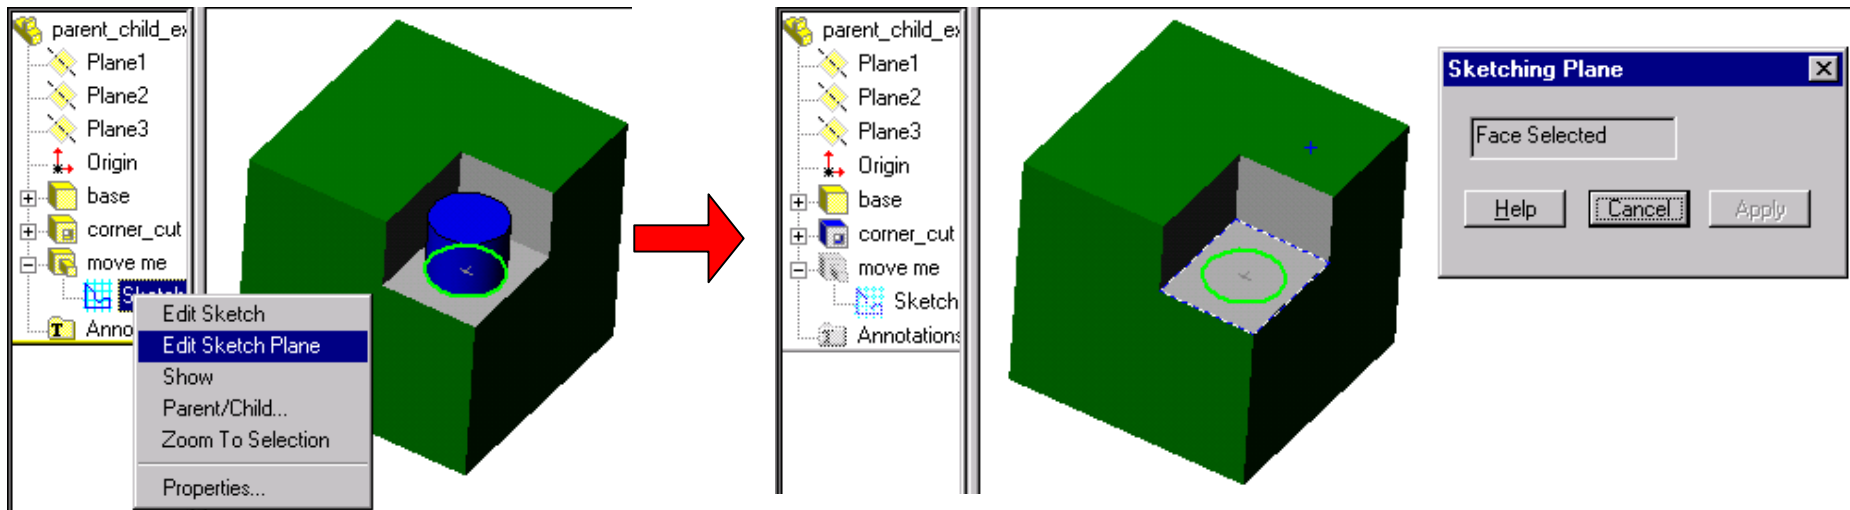 parent_child_ex
Plane1
Plane2
Plane3
Origin
base
corner_cut
move me
Sketch
Anno
Edit Sketch
Edit Sketch Plane
Show
Parent/Child...
Zoom To Selection
Properties...
parent_child_ex
Plane1
Plane2
Plane3
Origin
base
corner_cut
move me
Sketch
Annotations
Sketching Plane
Face Selected
Help
Cancel
Apply